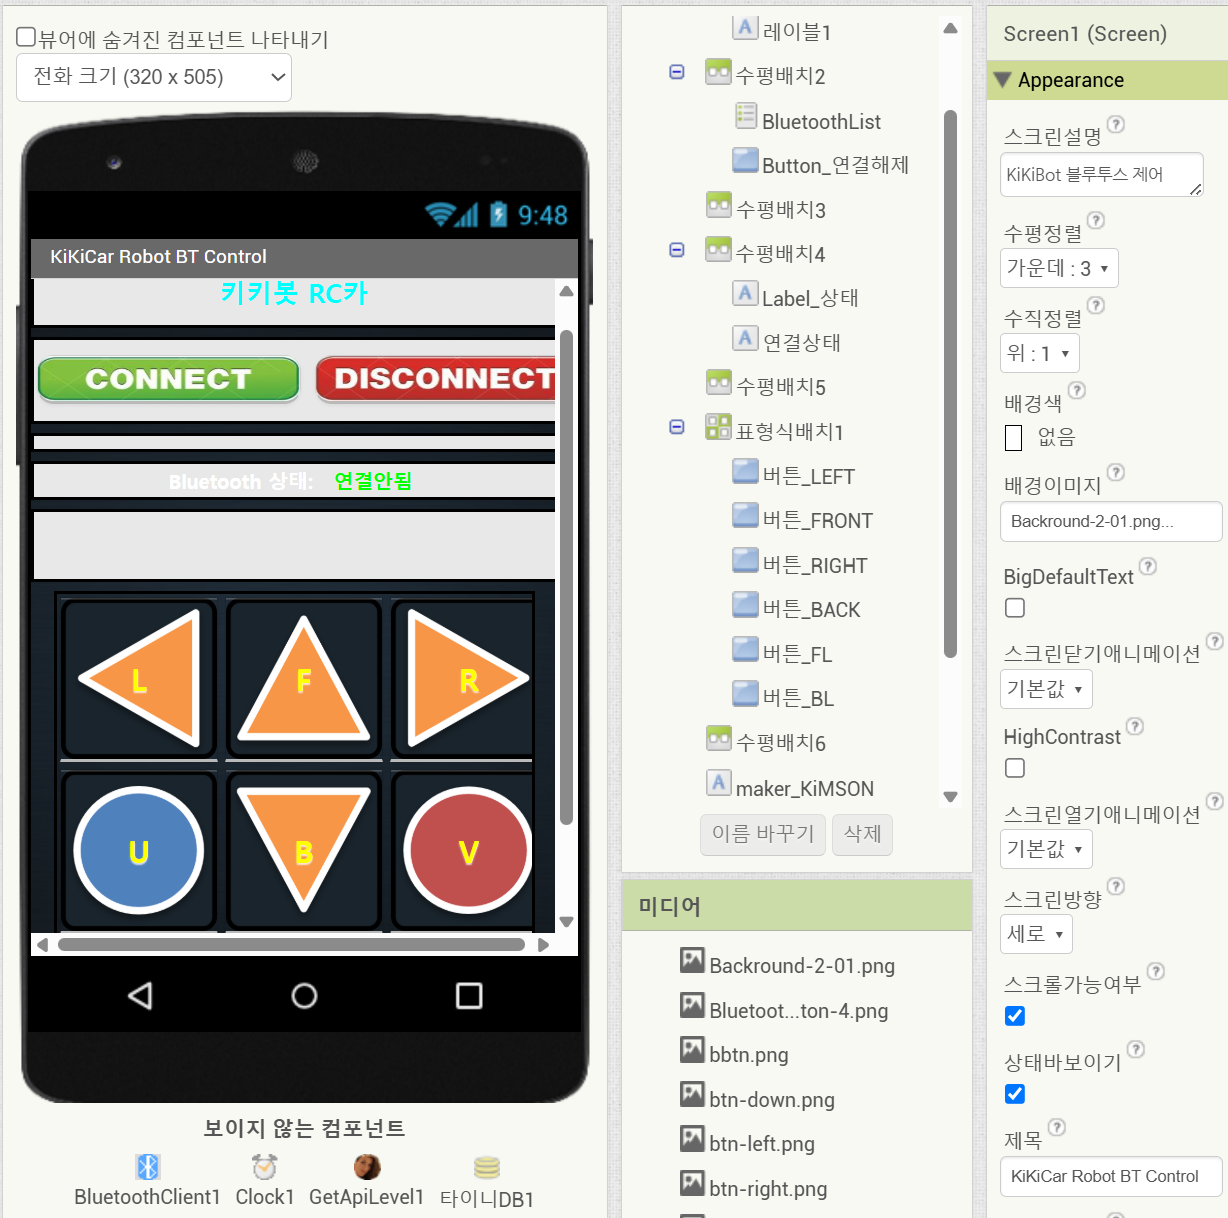 뷰어에 숨겨진 컴포넌트 나타내기
전화 크기 (320 x 505)
9:48
KiKiCar Robot BT Control
키키봇 RC카
CONNECT
DISCONNECT
Bluetooth 상태:
연결안됨
L
F
R
U
B
V
보이지 않는 컴포넌트
BluetoothClient1
Clock1
GetApiLevel1
타이니DB1
레이블1
수평배치2
BluetoothList
Button_연결해제
수평배치3
수평배치4
Label_상태
연결상태
수평배치5
표형식배치1
버튼_LEFT
버튼_FRONT
버튼_RIGHT
버튼_BACK
버튼_FL
버튼_BL
수평배치6
maker_KiMSON
이름 바꾸기
삭제
미디어
Backround-2-01.png
Bluetoot...ton-4.png
bbtn.png
btn-down.png
btn-left.png
btn-right.png
Screen1 (Screen)
Appearance
스크린설명
KiKiBot 블루투스 제어
수평정렬
가운데 : 3
수직정렬
위 : 1
배경색
없음
배경이미지
Backround-2-01.png...
BigDefaultText
스크린닫기애니메이션
기본값
HighContrast
스크린열기애니메이션
기본값
스크린방향
세로
스크롤가능여부
상태바보이기
제목
KiKiCar Robot BT Control